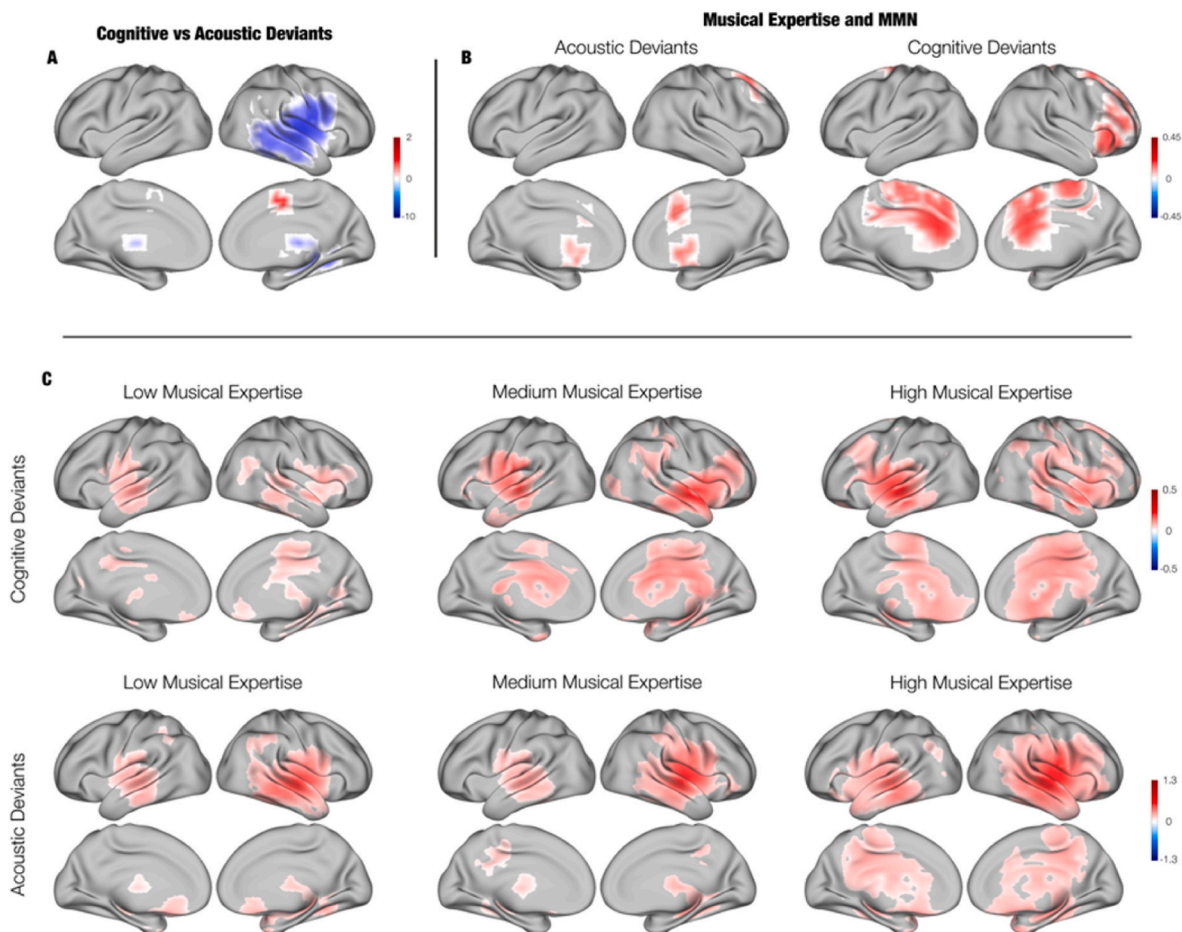 Musical Expertise and MMN
Cognitive vs Acoustic Deviants
A
B
Acoustic Deviants
Cognitive Deviants
2
0
-10
0.45
0
-0.45
C
Low Musical Expertise
Medium Musical Expertise
High Musical Expertise
Cognitive Deviants
0.5
0
-0.5
Low Musical Expertise
Medium Musical Expertise
High Musical Expertise
Acoustic Deviants
1.3
0
-1.3